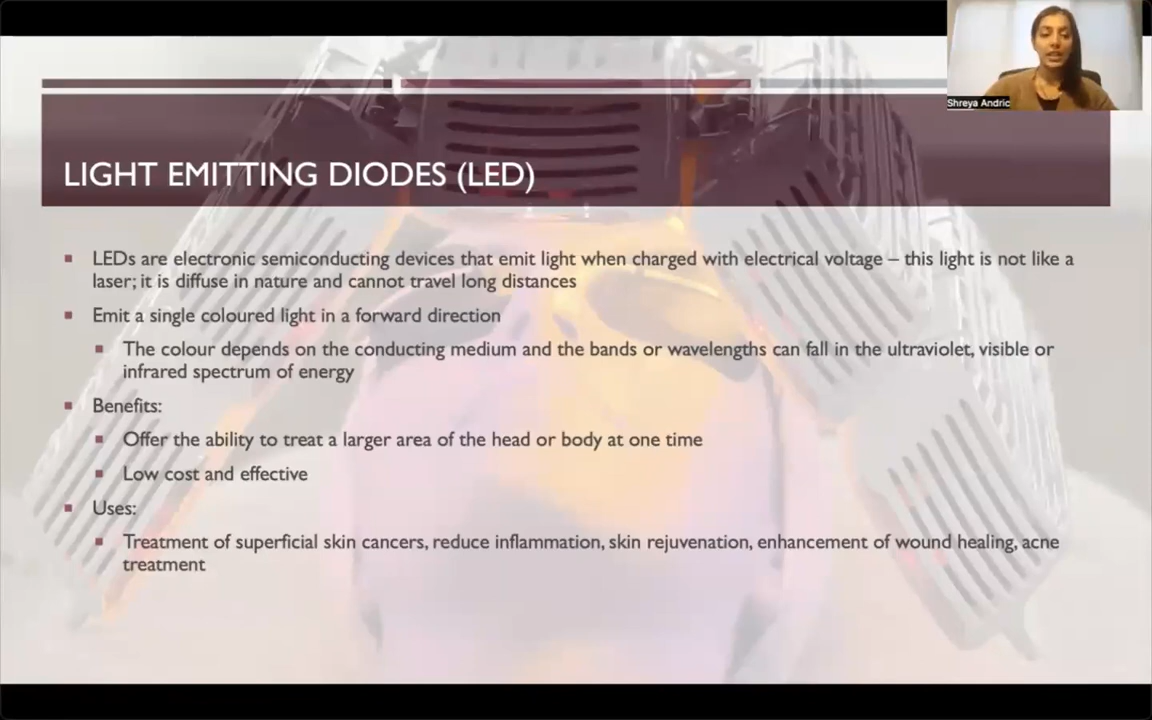 Shreya Andric
LIGHT EMITTING DIODES (LED)
LEDs are electronic semiconducting devices that emit light when charged with electrical voltage – this light is not like a
laser; it is diffuse in nature and cannot travel long distances
Emit a single coloured light in a forward direction
The colour depends on the conducting medium and the bands or wavelengths can fall in the ultraviolet, visible or
infrared spectrum of energy
Benefits:
Offer the ability to treat a larger area of the head or body at one time
Low cost and effective
Uses:
Treatment of superficial skin cancers, reduce inflammation, skin rejuvenation, enhancement of wound healing, acne
treatment